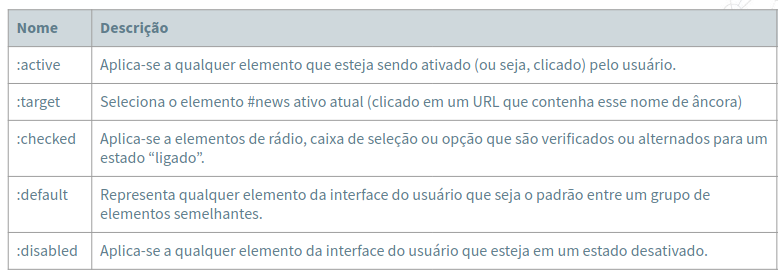 Nome Descrição
:active Aplica-se a qualquer elemento que esteja sendo ativado (ou seja, clicado) pelo usuário.
:target Seleciona o elemento #news ativo atual (clicado em um URL que contenha esse nome de âncora)
:checked Aplica-se a elementos de rádio, caixa de seleção ou opção que são verificados ou alternados para um
estado “ligado”.
:default Representa qualquer elemento da interface do usuário que seja o padrão entre um grupo de
elementos semelhantes.
:disabled Aplica-se a qualquer elemento da interface do usuário que esteja em um estado desativado.